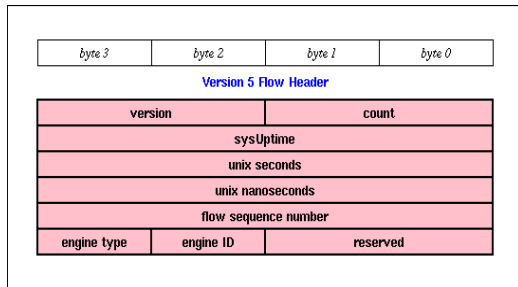 byte 3 byte 2 byte 1 byte 0
Version 5 Flow Header
version count
sysUptime
unix seconds
unix nanoseconds
flow sequence number
engine type engine ID reserved